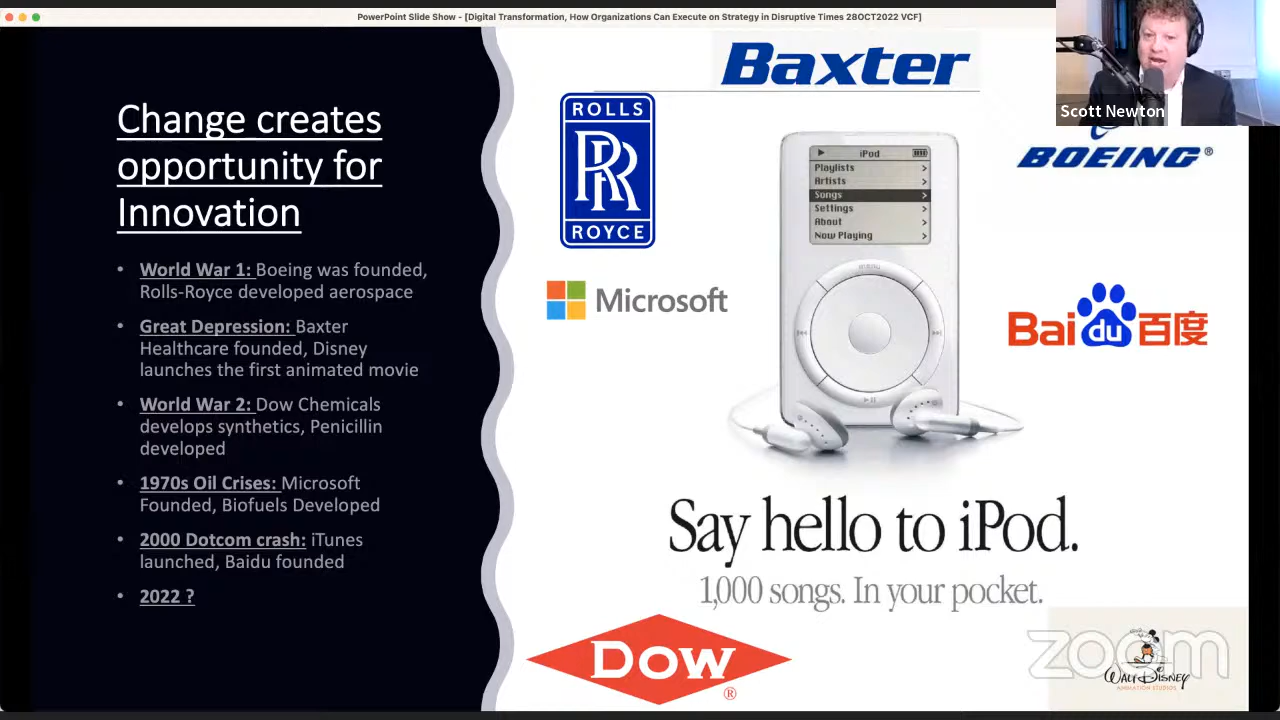 PowerPoint Slide Show - [Digital Transformation, How Organizations Can Execute on Strategy in Disruptive Times 28OCT2022 VCF]
Change creates
opportunity for
Innovation
• World War 1: Boeing was founded,
Rolls-Royce developed aerospace
• Great Depression: Baxter
Healthcare founded, Disney
launches the first animated movie
• World War 2: Dow Chemicals
develops synthetics, Penicillin
developed
• 1970s Oil Crises: Microsoft
Founded, Biofuels Developed
• 2000 Dotcom crash: iTunes
launched, Baidu founded
• 2022 ?
Baxter
Scott Newton
ROLLS
RR
ROYCE
BOEING®
iPod
Playlists
Artists
Songs
Settings
About
Now Playing
MENU
Microsoft
Bai du 百度
Say hello to iPod.
1,000 songs. In your pocket.
DOW®
zoom
WALT DISNEY
ANIMATION STUDIOS